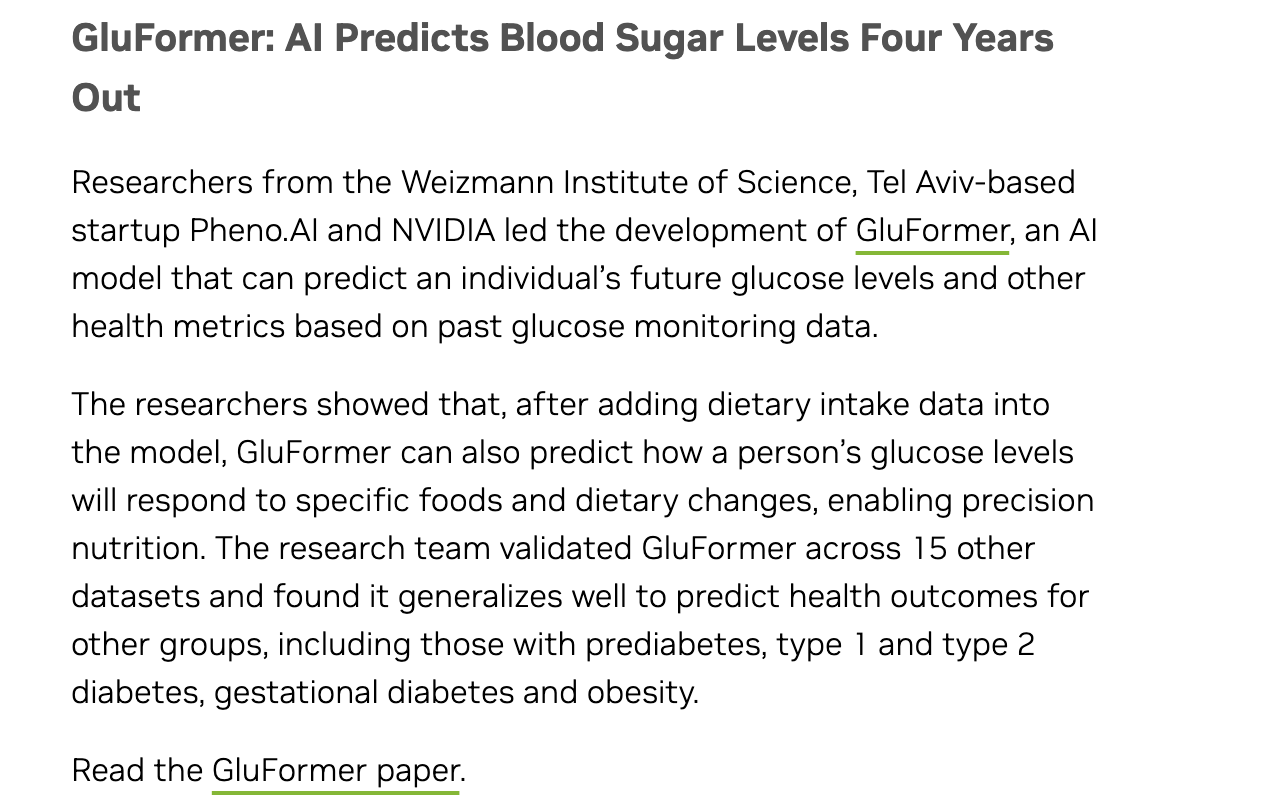 GluFormer: AI Predicts Blood Sugar Levels Four Years
Out
Researchers from the Weizmann Institute of Science, Tel Aviv-based
startup Pheno.AI and NVIDIA led the development of GluFormer, an AI
model that can predict an individual’s future glucose levels and other
health metrics based on past glucose monitoring data.
The researchers showed that, after adding dietary intake data into
the model, GluFormer can also predict how a person’s glucose levels
will respond to specific foods and dietary changes, enabling precision
nutrition. The research team validated GluFormer across 15 other
datasets and found it generalizes well to predict health outcomes for
other groups, including those with prediabetes, type 1 and type 2
diabetes, gestational diabetes and obesity.
Read the GluFormer paper.